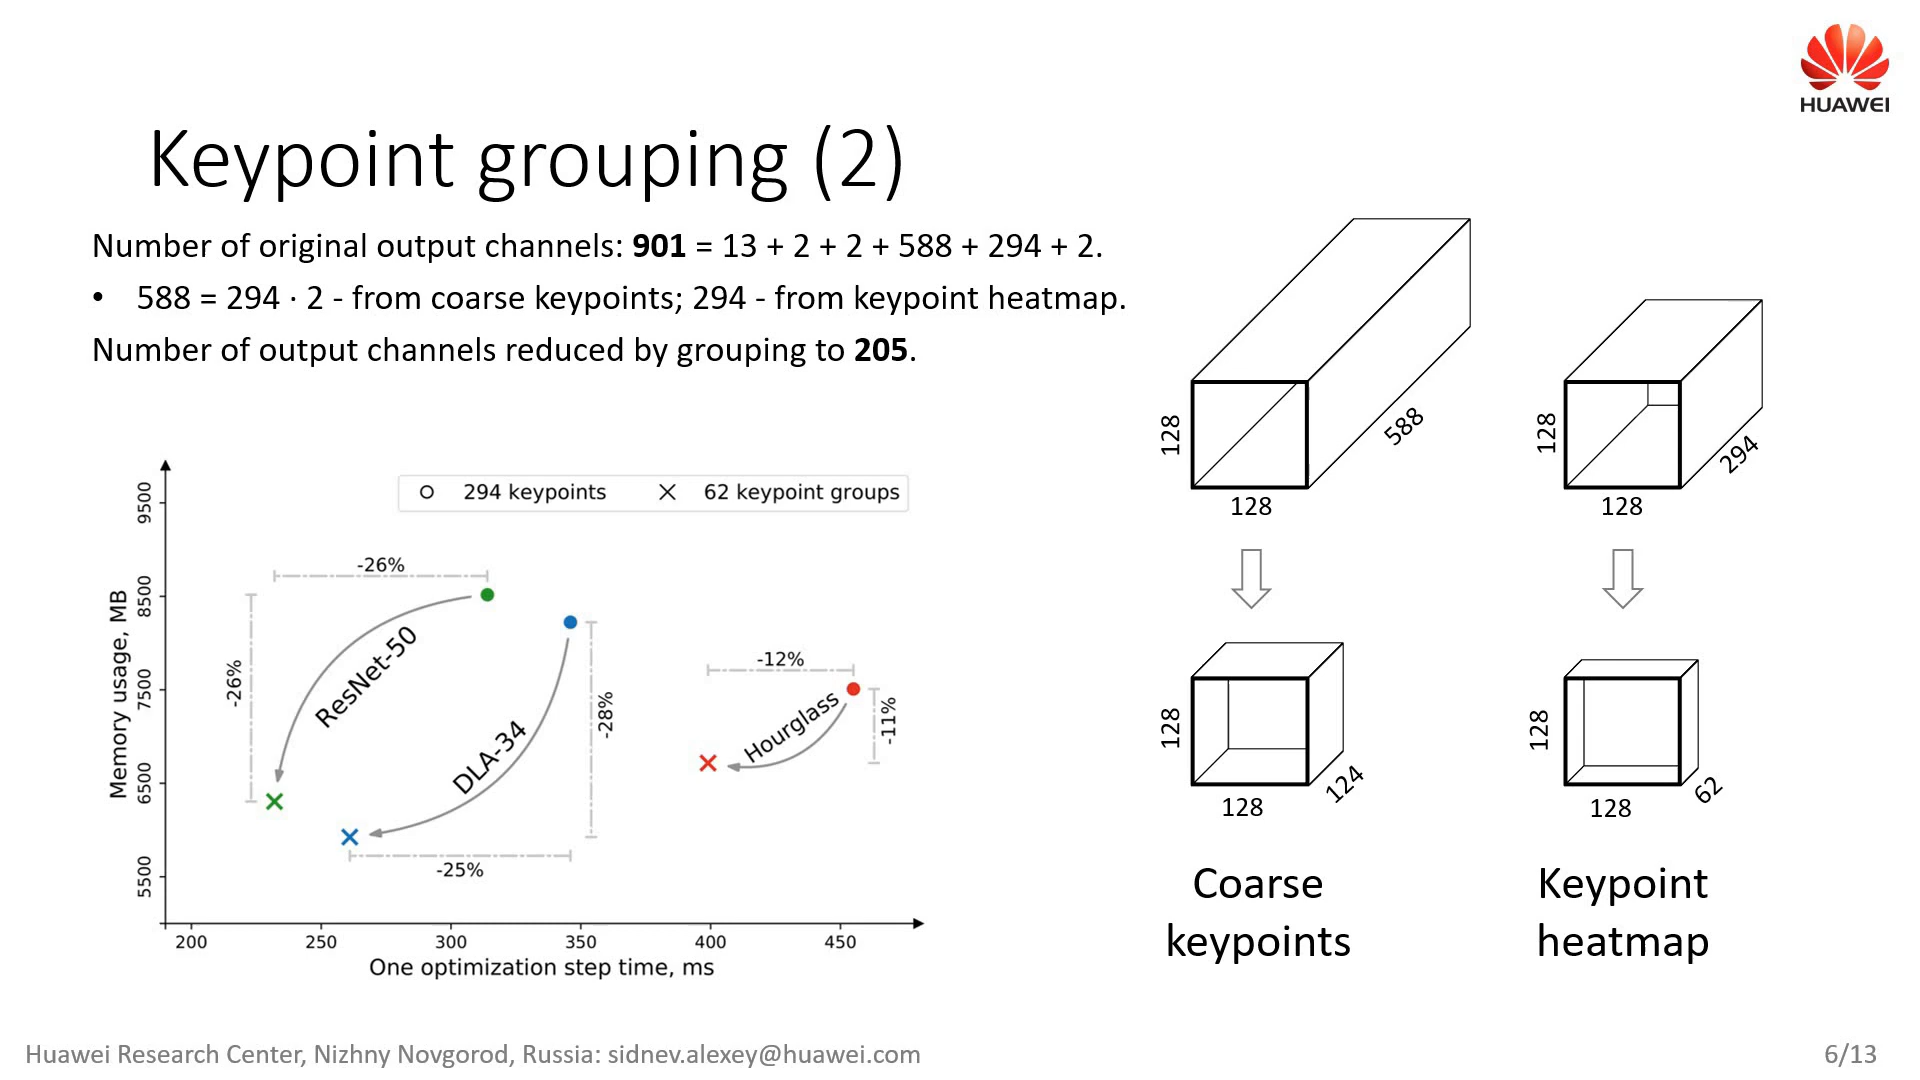 HUAWEI
Keypoint grouping (2)
Number of original output channels: 901 = 13 + 2 + 2 + 588 + 294 + 2.
• 588 = 294 · 2 - from coarse keypoints; 294 - from keypoint heatmap.
Number of output channels reduced by grouping to 205.
294 keypoints
62 keypoint groups
Memory usage, MB
9500
8500
7500
6500
5500
-26%
-26%
ResNet-50
DLA-34
-28%
-25%
-12%
Hourglass
-11%
200 250 300 350 400 450
One optimization step time, ms
128
128
588
128
128
294
128
128
124
128
128
62
Coarse
keypoints
Keypoint
heatmap
Huawei Research Center, Nizhny Novgorod, Russia: sidnev.alexey@huawei.com
6/13